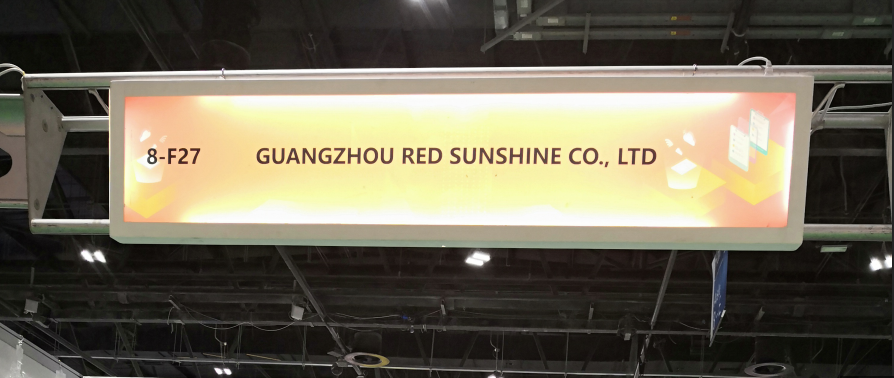 8-F27 GUANGZHOU RED SUNSHINE CO., LTD